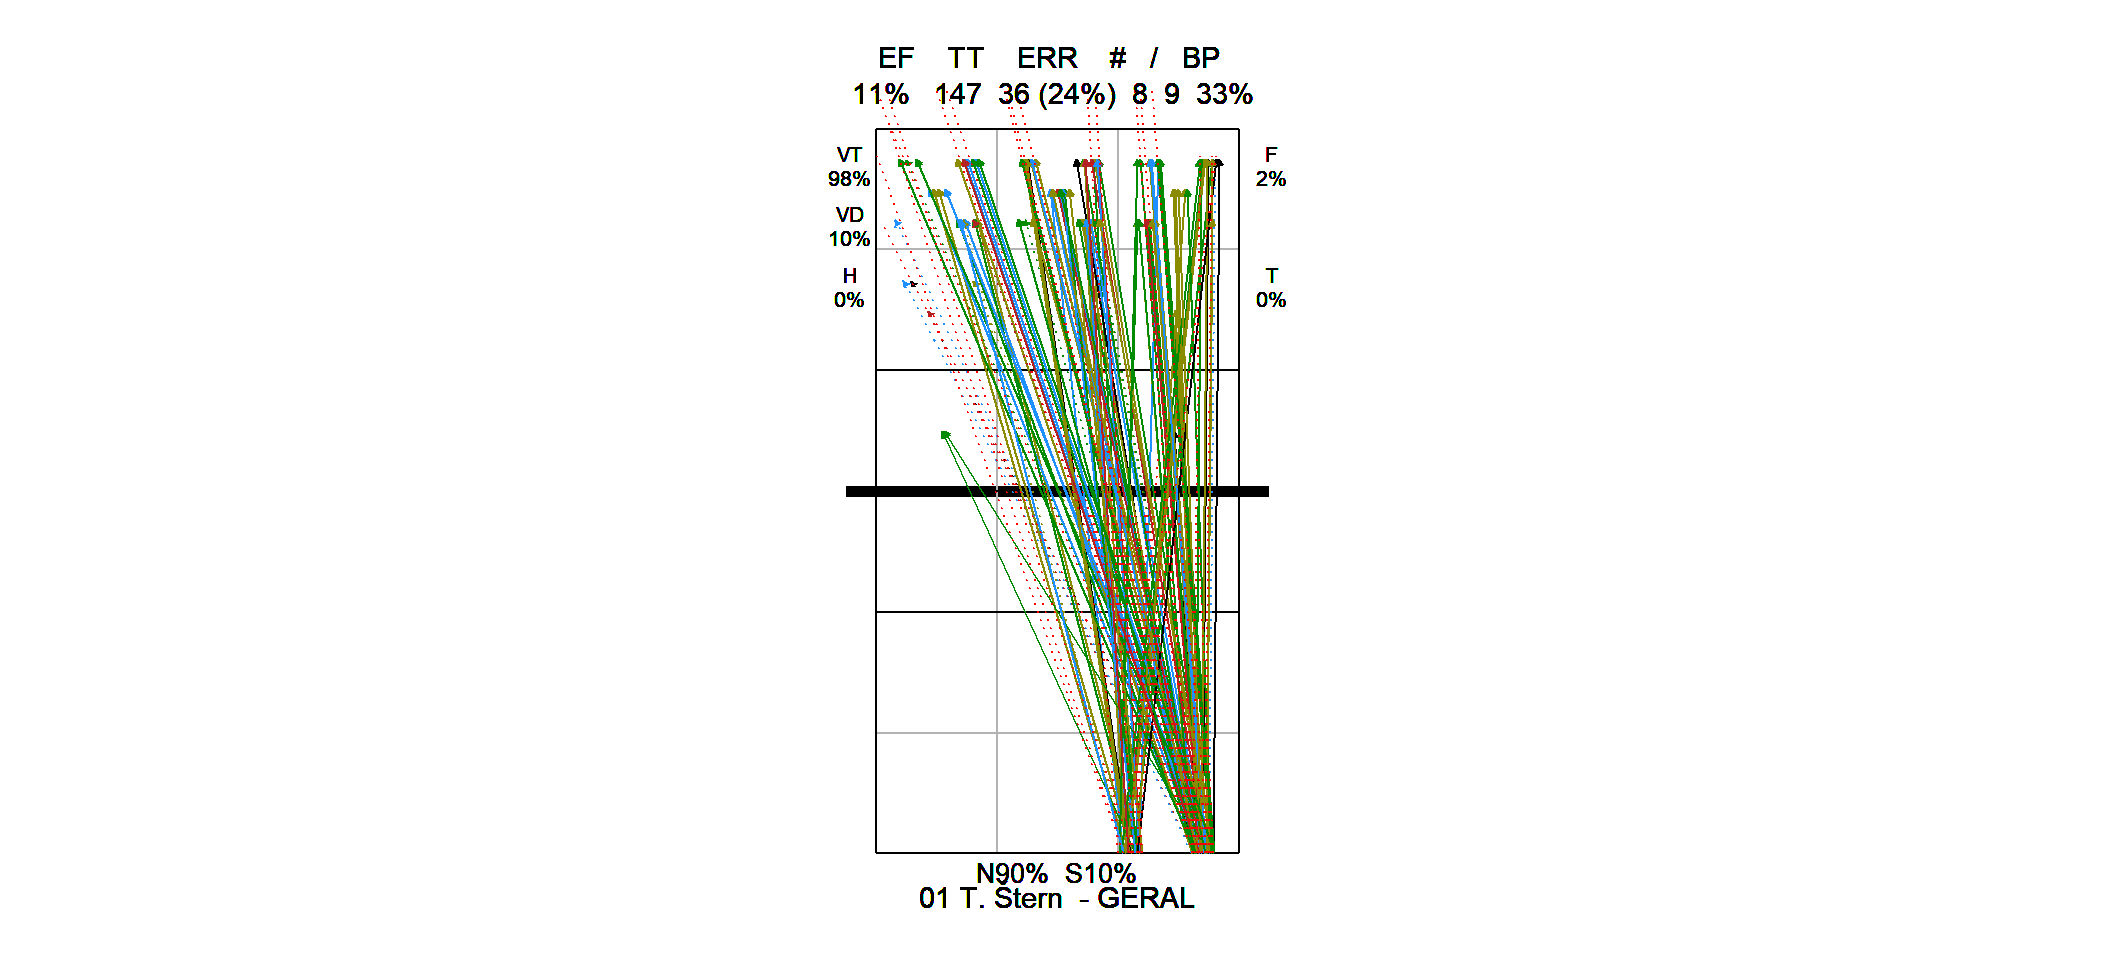 EF TT ERR # / BP
11% 147 36 (24%) 8 9 33%
VT
98%
F
2%
VD
10%
H
0%
T
0%
N90% S10%
01 T. Stern - GERAL